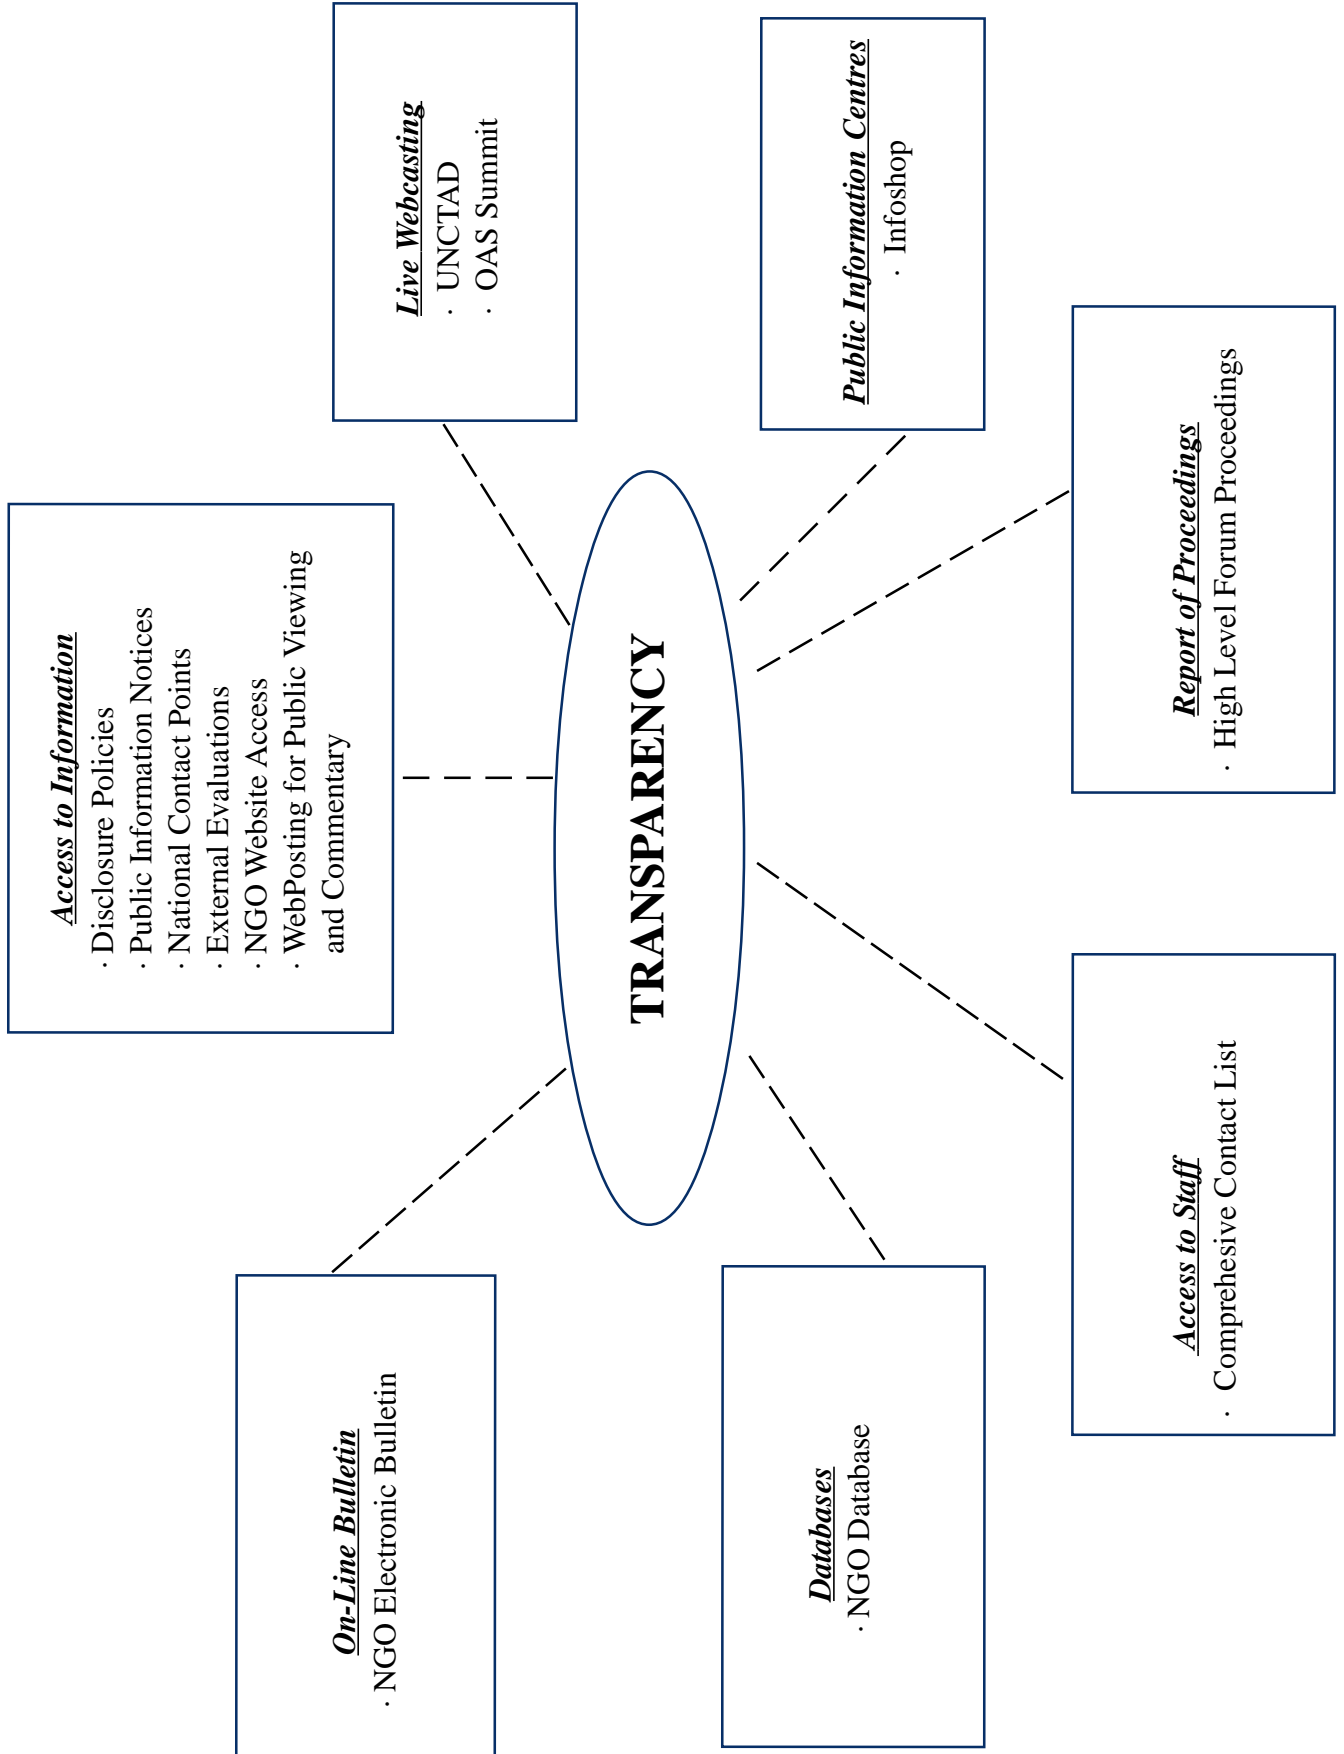 Access to Information
· Disclosure Policies
· Public Information Notices
· National Contact Points
· External Evaluations
· NGO Website Access
· WebPosting for Public Viewing
and Commentary
On-Line Bulletin
· NGO Electronic Bulletin
Live Webcasting
· UNCTAD
· OAS Summit
TRANSPARENCY
Databases
· NGO Database
Public Information Centres
· Infoshop
Access to Staff
· Comprehesive Contact List
Report of Proceedings
· High Level Forum Proceedings